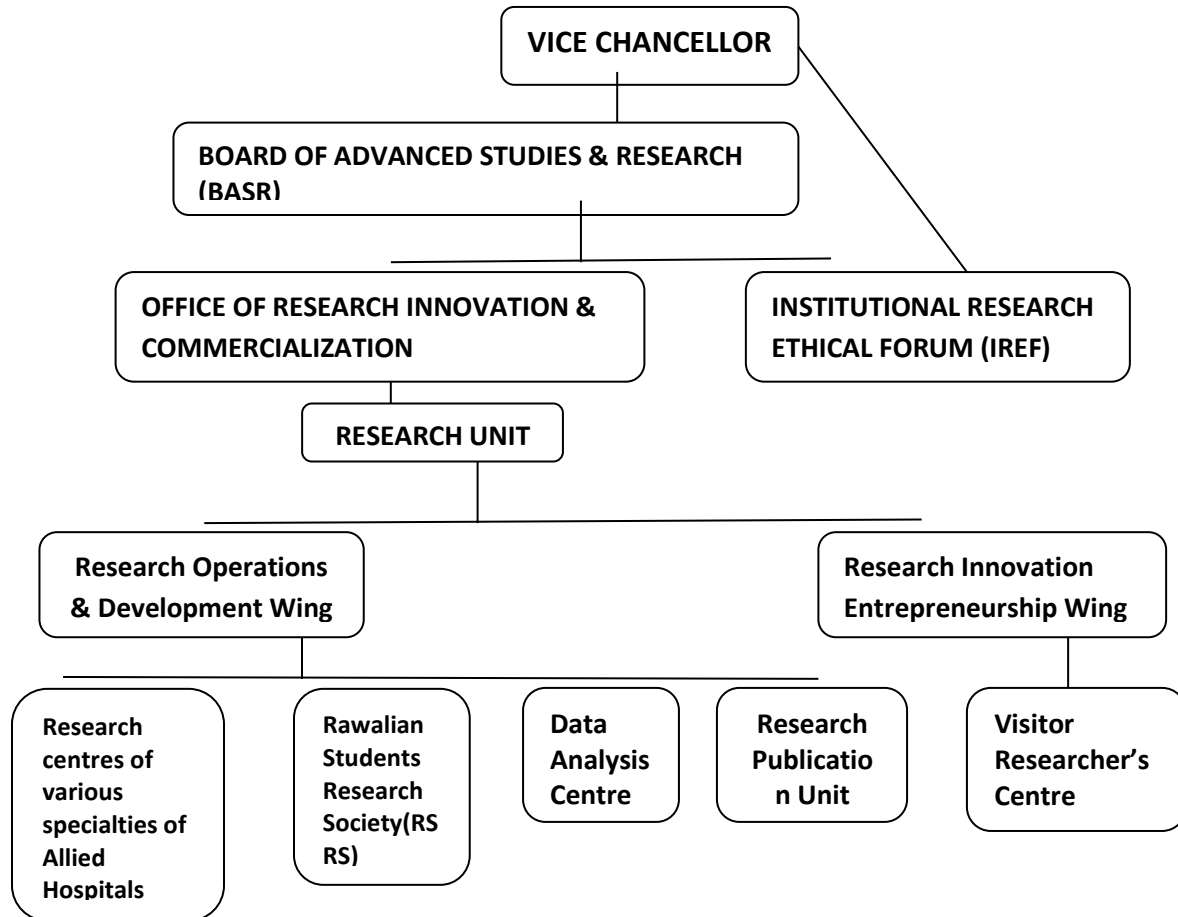 VICE CHANCELLOR
BOARD OF ADVANCED STUDIES & RESEARCH
(BASR)
OFFICE OF RESEARCH INNOVATION &
COMMERCIALIZATION
INSTITUTIONAL RESEARCH
ETHICAL FORUM (IREF)
RESEARCH UNIT
Research Operations
& Development Wing
Research Innovation
Entrepreneurship Wing
Research
centres of
various
specialties of
Allied
Hospitals
Rawalian
Students
Research
Society(RS
RS)
Data
Analysis
Centre
Research
Publicatio
n Unit
Visitor
Researcher’s
Centre